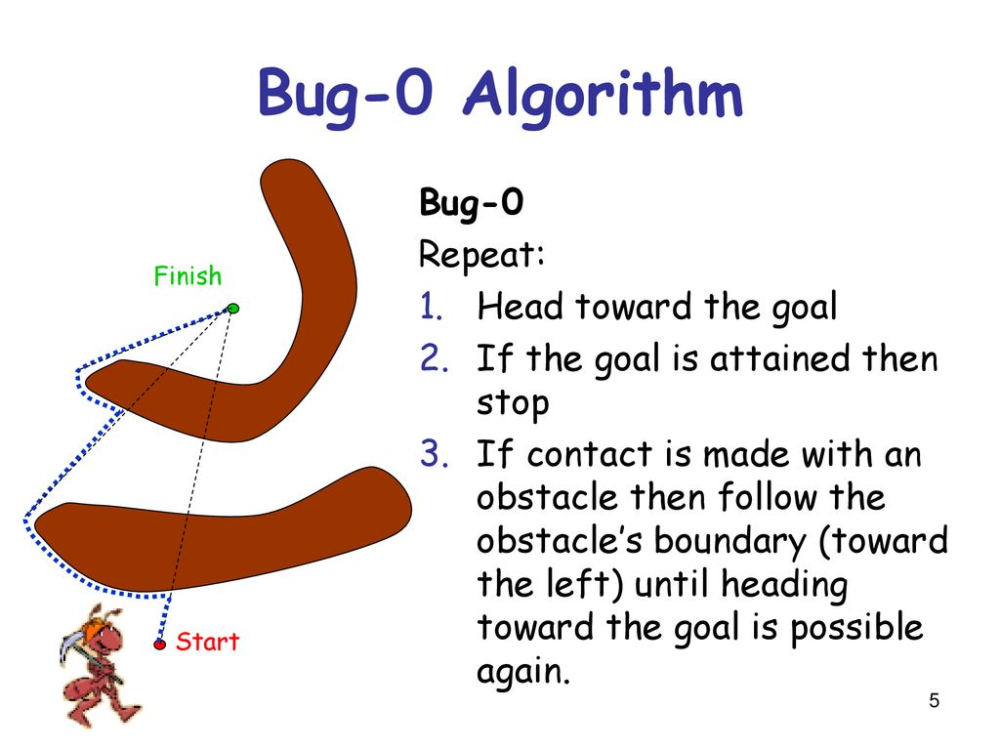 Bug-0 Algorithm
Bug-0
Repeat:
1. Head toward the goal
2. If the goal is attained then
stop
3. If contact is made with an
obstacle then follow the
obstacle’s boundary (toward
the left) until heading
toward the goal is possible
again.
Finish
Start
5